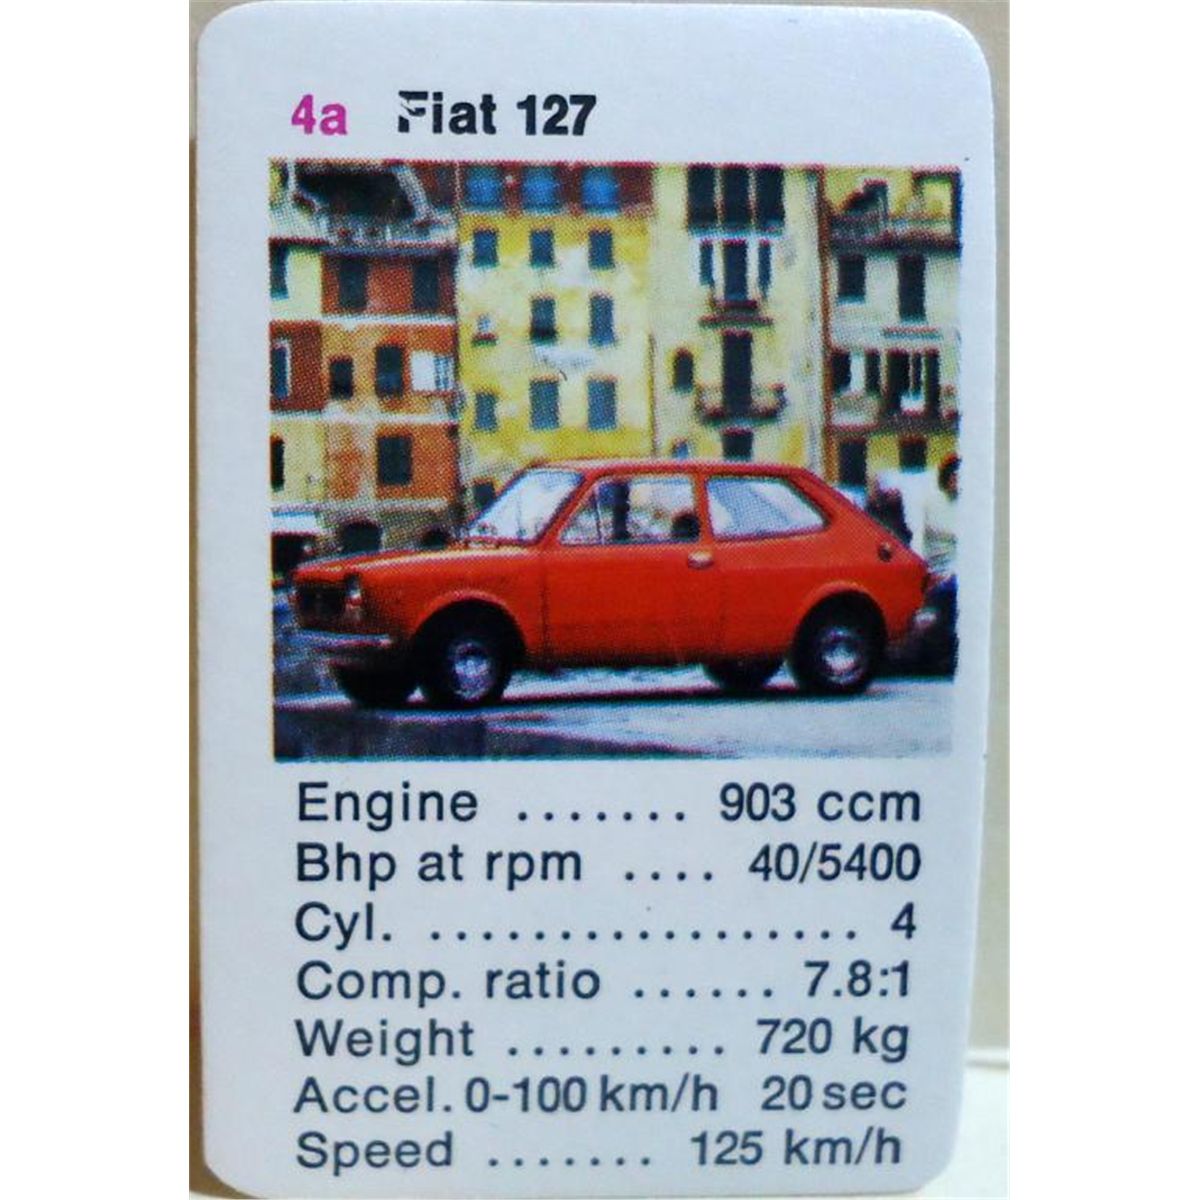 4a Fiat 127
Engine ....... 903 ccm
Bhp at rpm .... 40/5400
Cyl. .................. 4
Comp. ratio ...... 7.8:1
Weight ......... 720 kg
Accel. 0-100 km/h 20 sec
Speed ....... 125 km/h